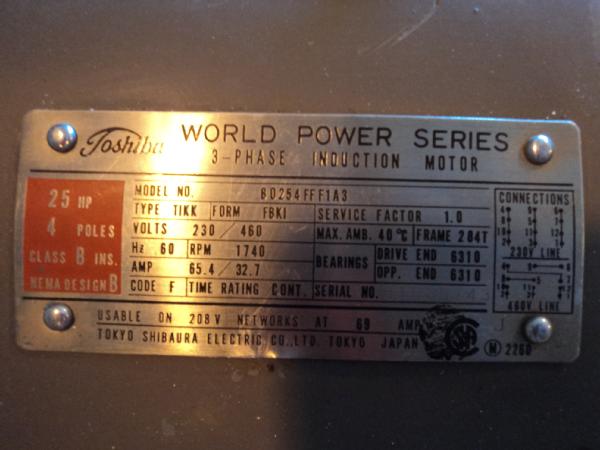 Toshiba WORLD POWER SERIES
3-PHASE INDUCTION MOTOR
25 HP
4 POLES
CLASS B INS.
NEMA DESIGN B
MODEL NO. B0254FFF1A3
TYPE TIKK FORM FBKI SERVICE FACTOR 1.0
VOLTS 230 460 MAX. AMB. 40°C FRAME 284T
Hz 60 RPM 1740 BEARINGS DRIVE END 6310
AMP 65.4 32.7 OPP. END 6310
CODE F TIME RATING CONT. SERIAL NO.
CONNECTIONS
230V LINE
460V LINE
USABLE ON 208V NETWORKS AT 69 AMP
TOKYO SHIBAURA ELECTRIC CO., LTD. TOKYO JAPAN
N 2260